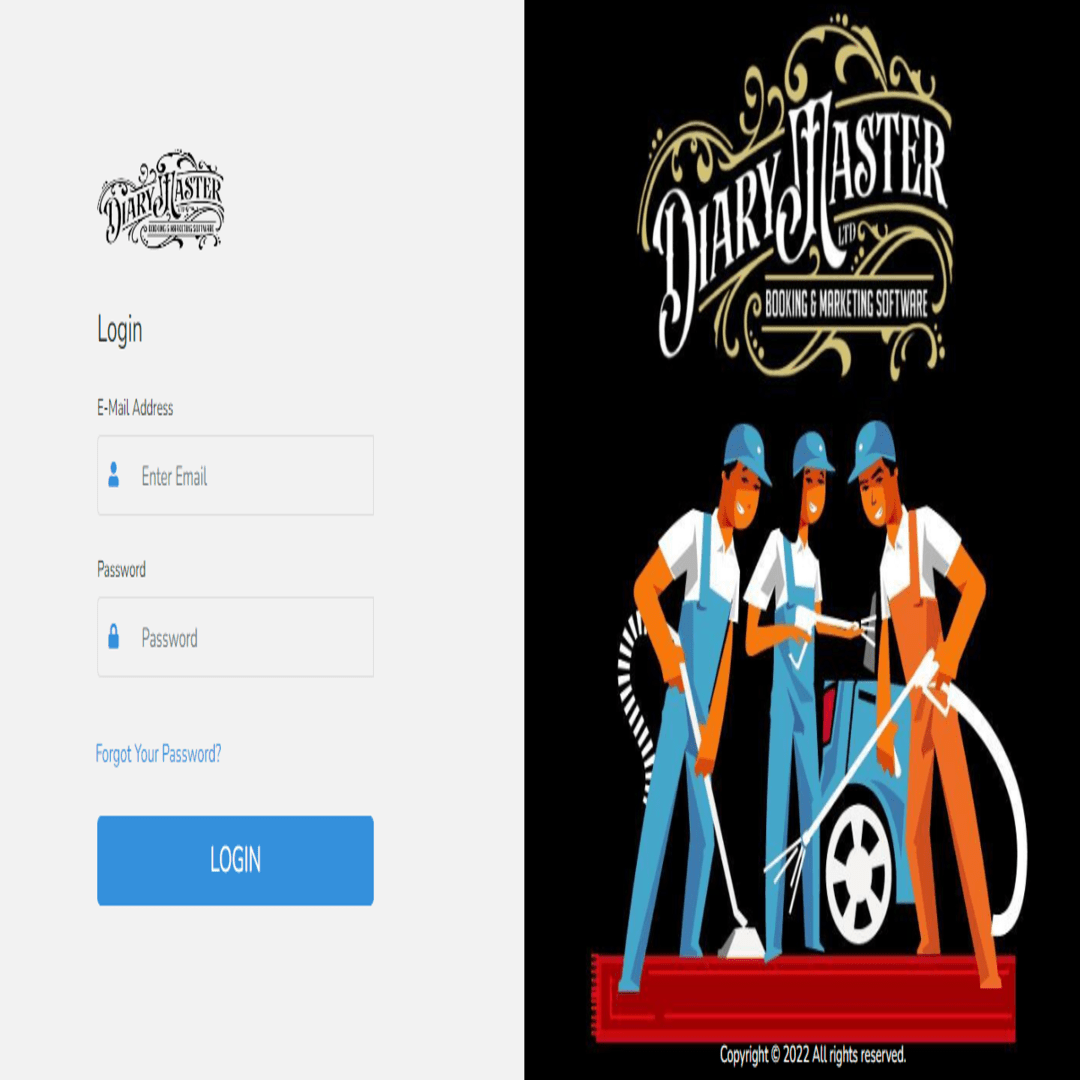 DIARY MASTER
LTD
BOOKING & MARKETING SOFTWARE
Login
E-Mail Address
Enter Email
Password
Password
Forgot Your Password?
LOGIN
DIARY MASTER
LTD
BOOKING & MARKETING SOFTWARE
Copyright © 2022 All rights reserved.